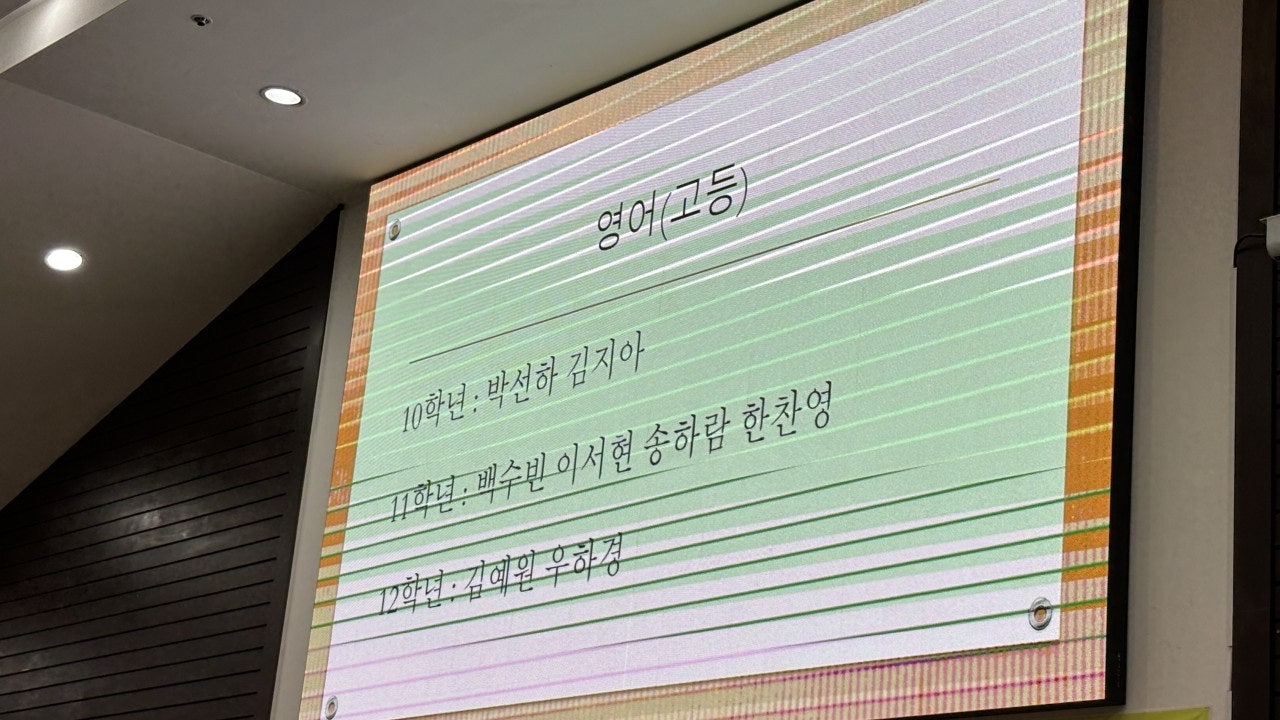 영어(고등)
10학년 : 박선하 김지아
11학년 : 백수빈 이서현 송하람 한찬영
12학년 : 김예원 우하경